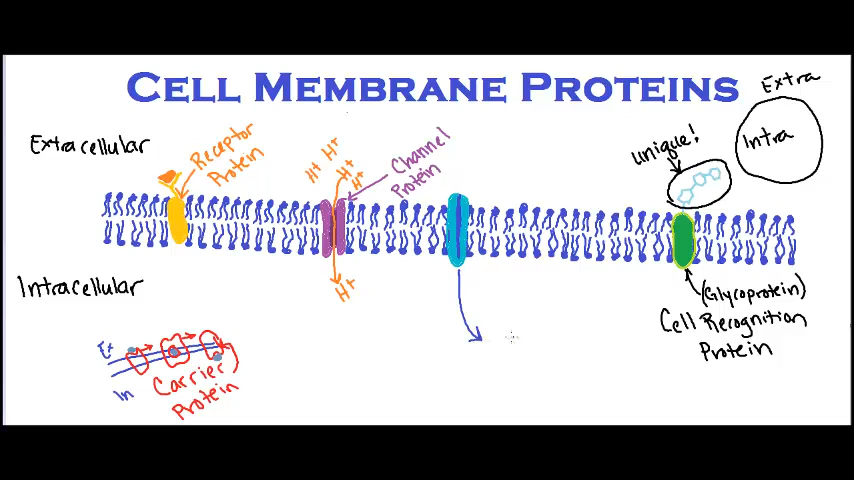 CELL MEMBRANE PROTEINS
Extra
Intra
unique!
Extracellular
Receptor
Protein
H+ H+
H+ H+
H+
Channel
Protein
Intracellular
H+
(Glycoprotein)
Cell Recognition
Protein
Ex
In
Carrier
Protein